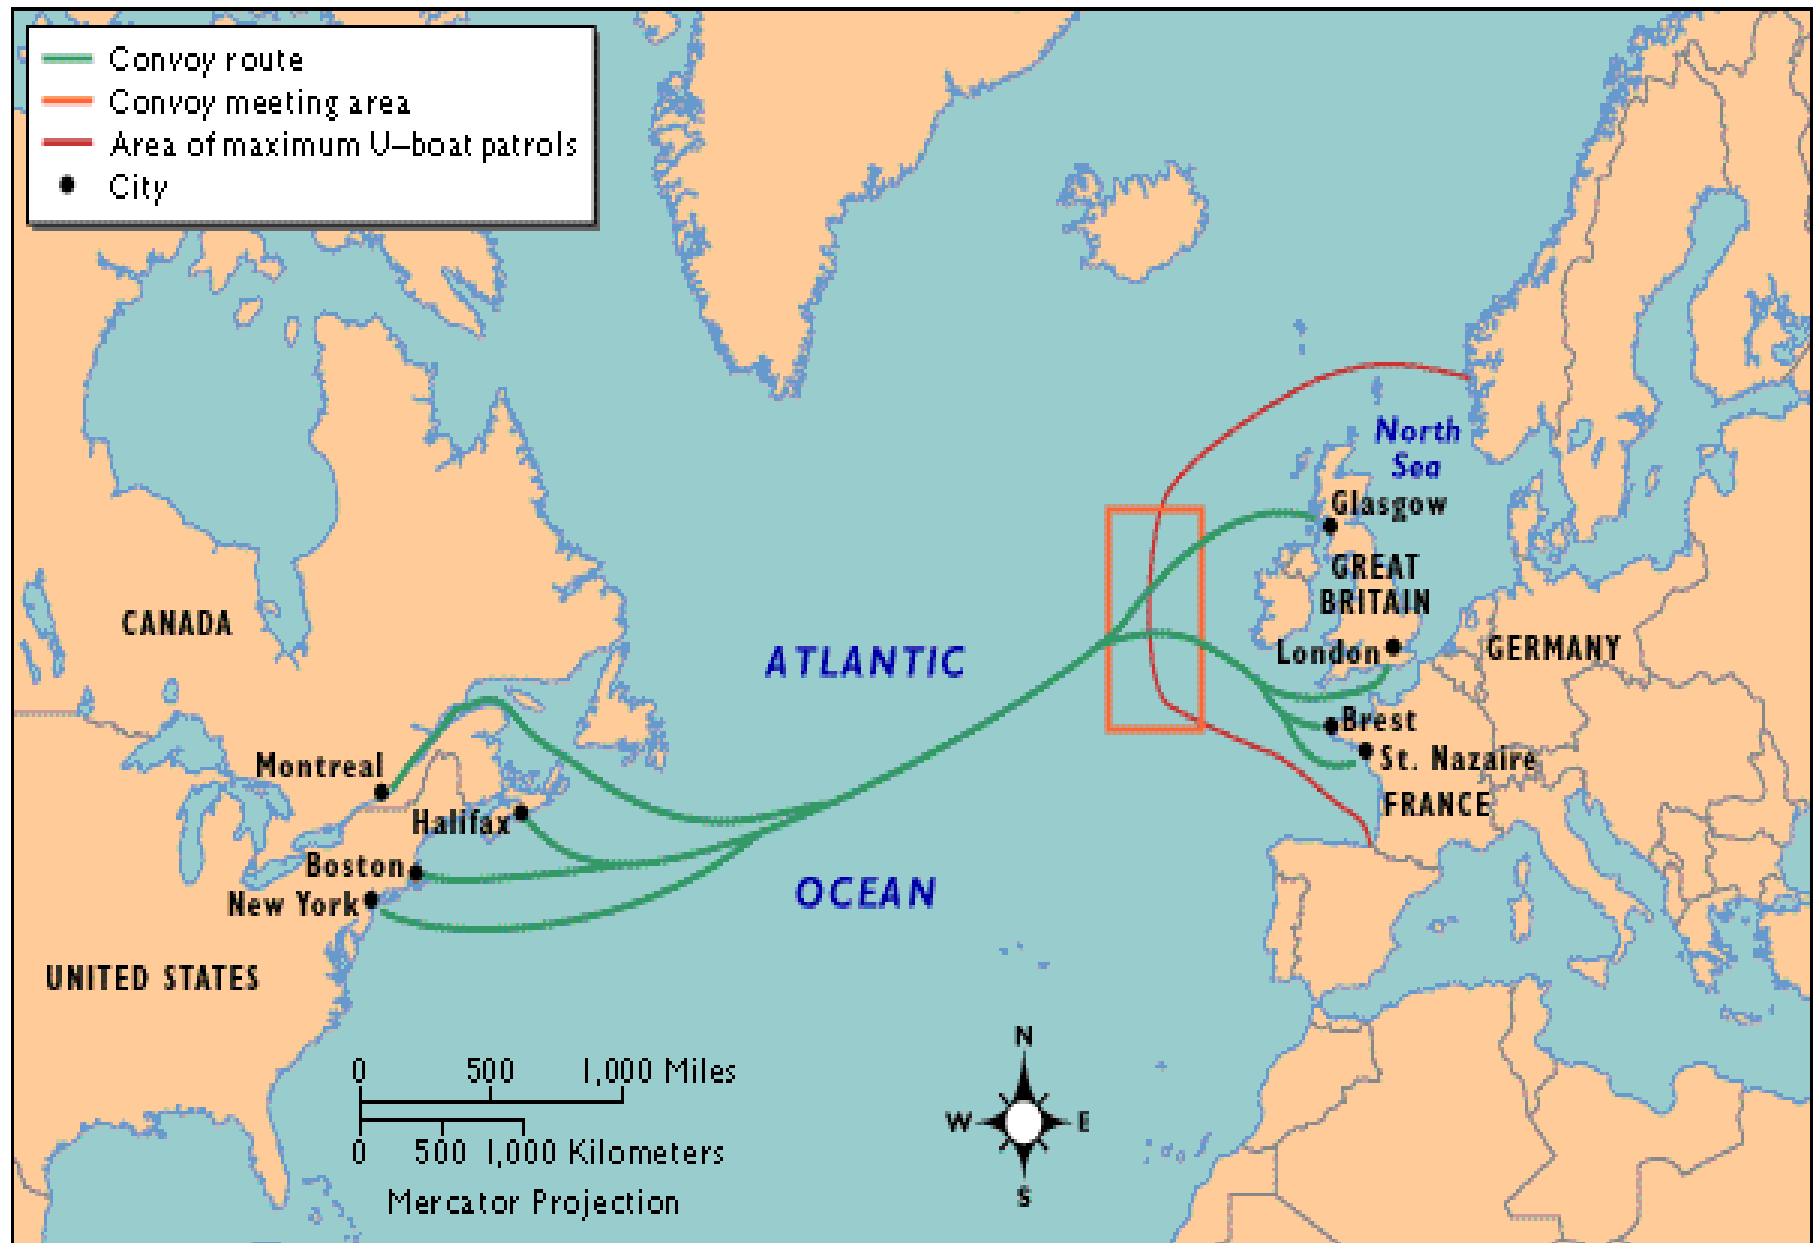 Convoy route
Convoy meeting area
Area of maximum U–boat patrols
City
North
Sea
Glasgow
GREAT
BRITAIN
CANADA
ATLANTIC
London
GERMANY
Brest
St. Nazaire
Montreal
FRANCE
Halifax
Boston
OCEAN
New York
UNITED STATES
N
W
E
S
0 500 1,000 Miles
0 500 1,000 Kilometers
Mercator Projection